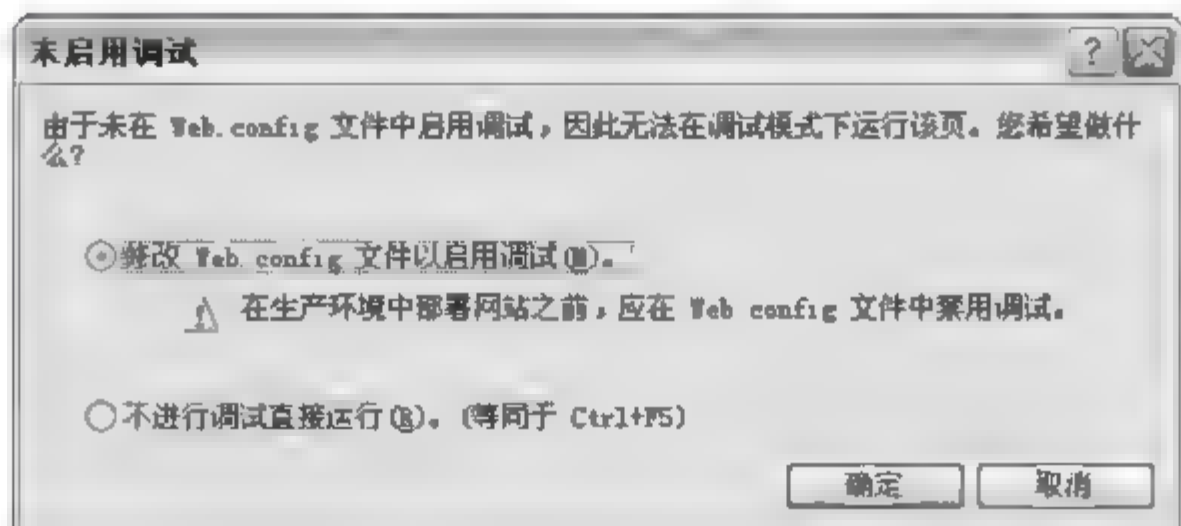 未启用调试
由于未在 Web.config 文件中启用调试，因此无法在调试模式下运行该页。您希望做什
么?
修改 Web.config 文件以启用调试(M)。
在生产环境中部署网站之前，应在 Web config 文件中禁用调试。
不进行调试直接运行(R)。(等同于 Ctrl+F5)
确定 取消